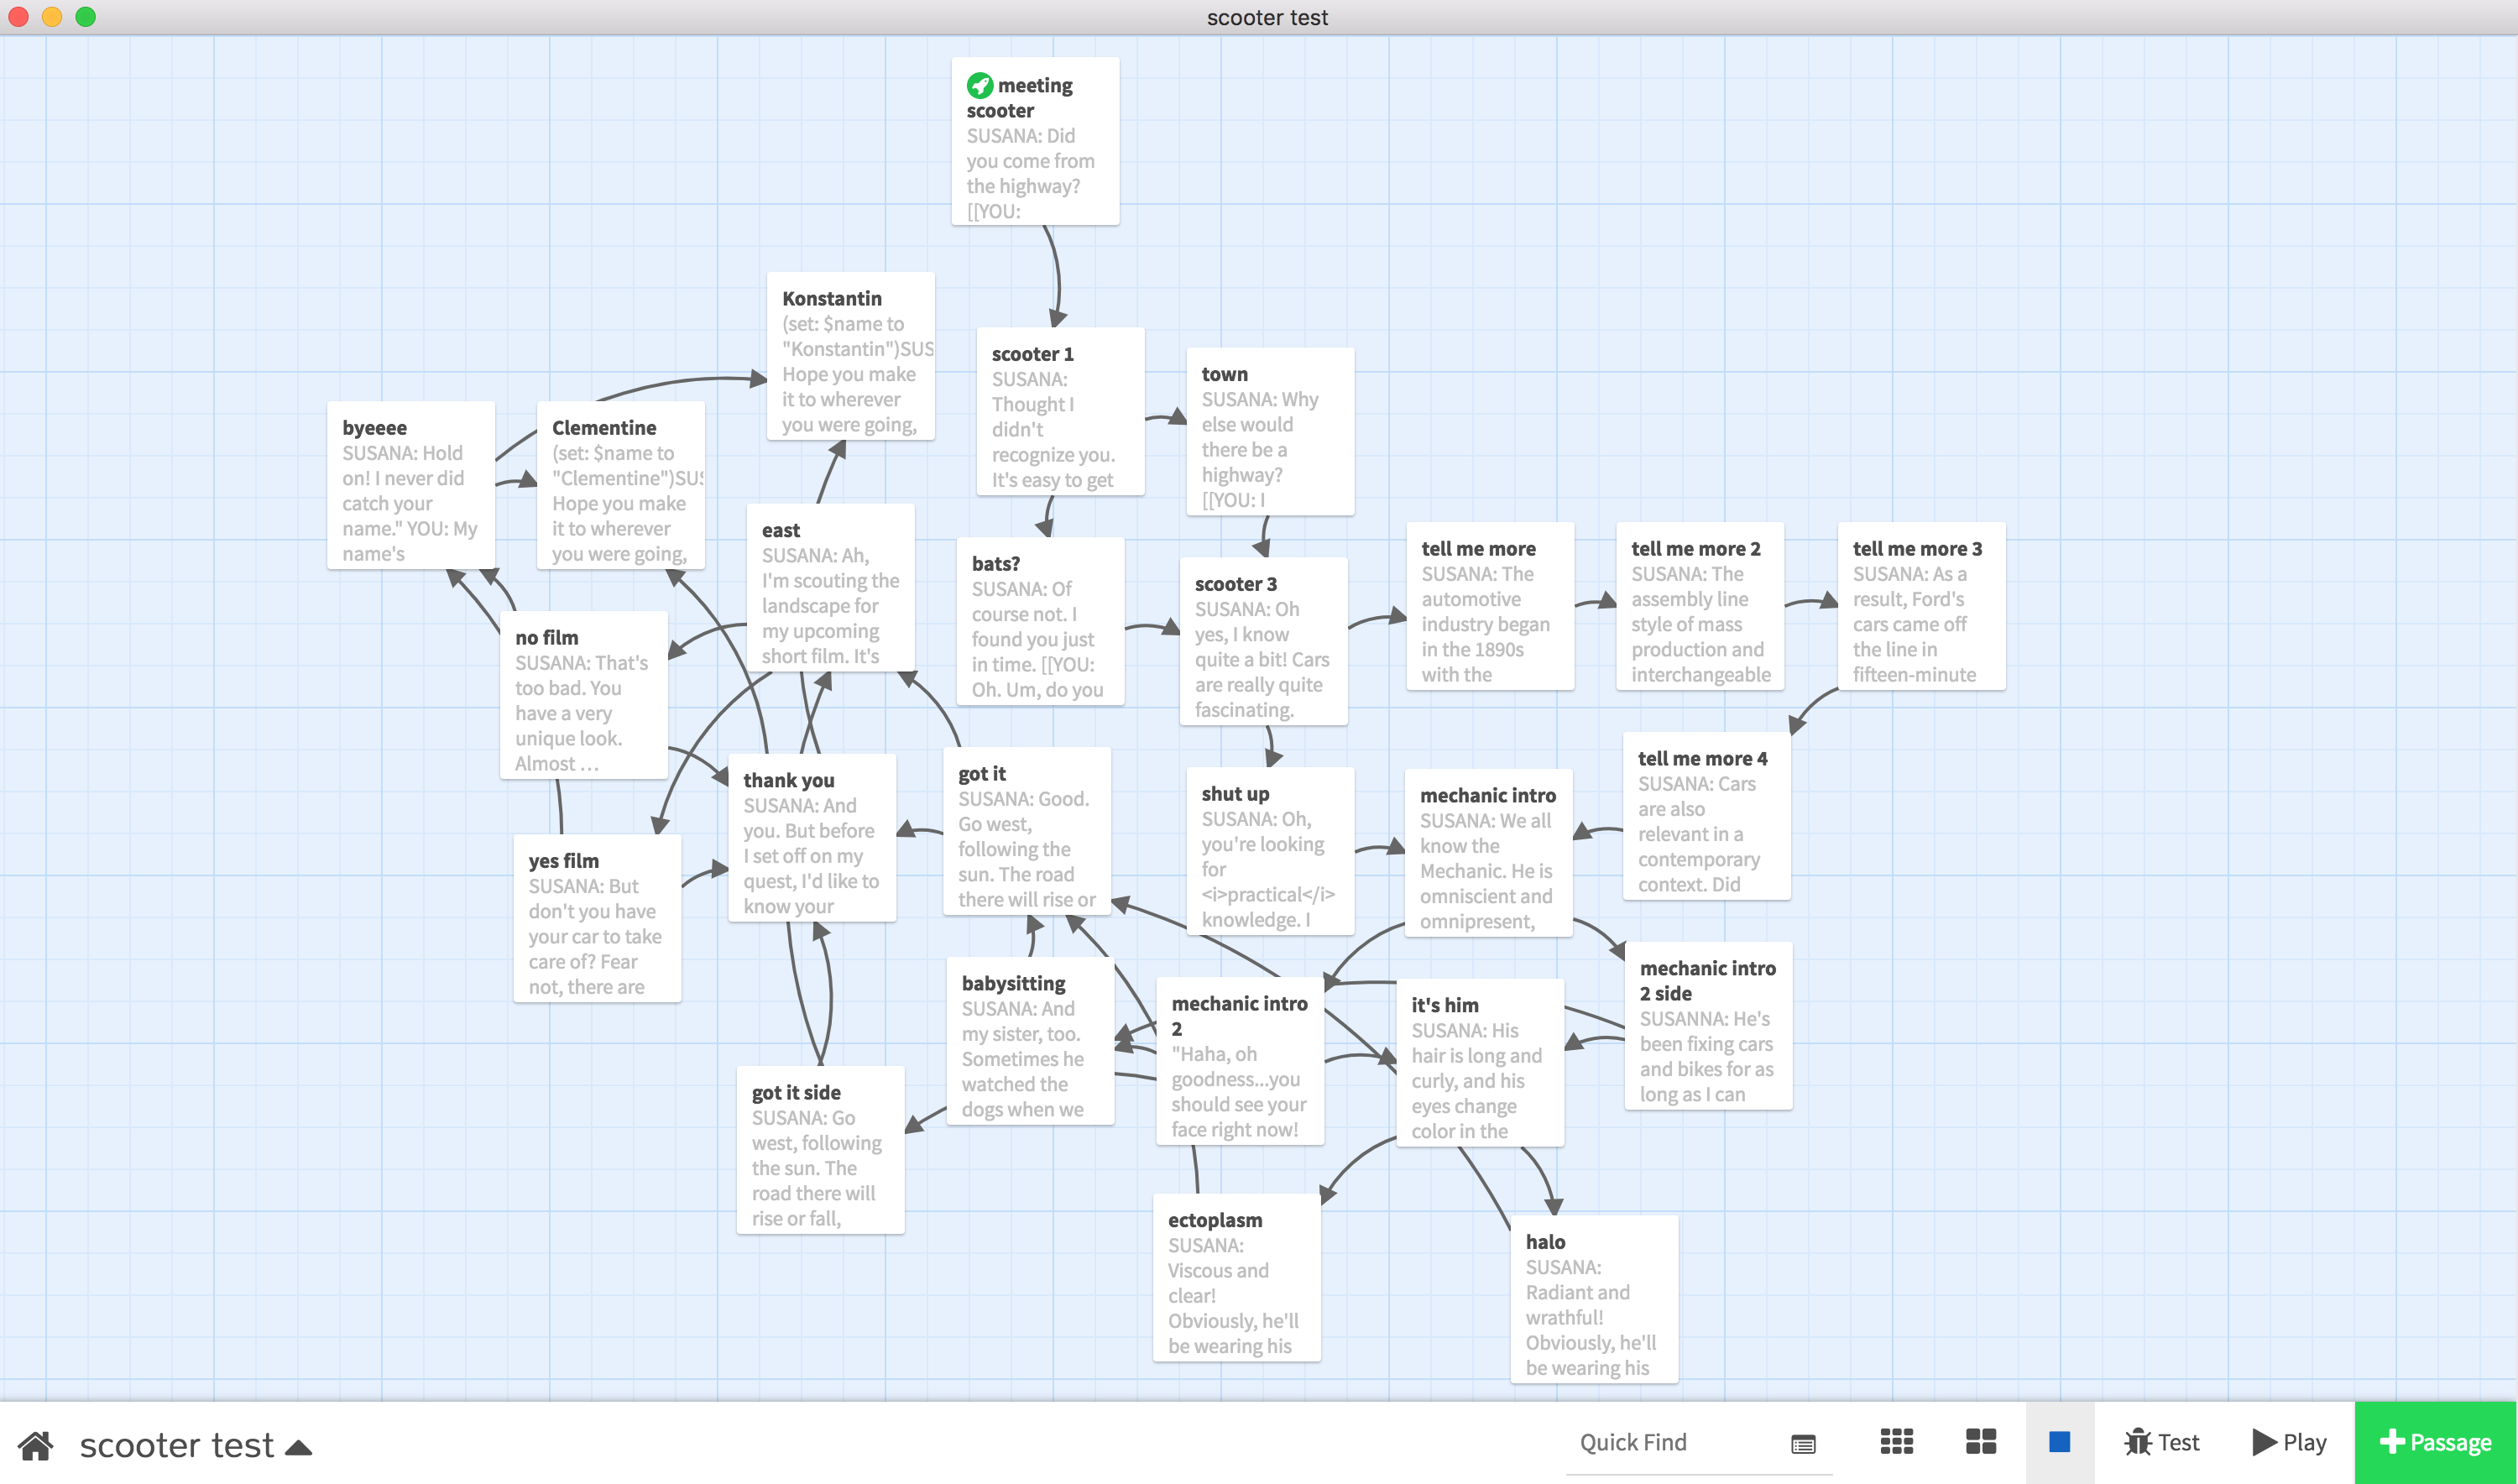 scooter test
meeting
scooter
SUSANA: Did
you come from
the highway?
[[YOU:
Konstantin
(set: $name to
"Konstantin")SUS
Hope you make
it to wherever
you were going,
scooter 1
SUSANA:
Thought I
didn't
recognize you.
It's easy to get
town
SUSANA: Why
else would
there be a
highway?
[[YOU: I
byeeee
SUSANA: Hold
on! I never did
catch your
name." YOU: My
name's
Clementine
(set: $name to
"Clementine")SUS
Hope you make
it to wherever
you were going,
east
SUSANA: Ah,
I'm scouting the
landscape for
my upcoming
short film. It's
bats?
SUSANA: Of
course not. I
found you just
in time. [[YOU:
Oh. Um, do you
scooter 3
SUSANA: Oh
yes, I know
quite a bit! Cars
are really quite
fascinating.
tell me more
SUSANA: The
automotive
industry began
in the 1890s
with the
tell me more 2
SUSANA: The
assembly line
style of mass
production and
interchangeable
tell me more 3
SUSANA: As a
result, Ford's
cars came off
the line in
fifteen-minute
no film
SUSANA: That's
too bad. You
have a very
unique look.
Almost …
thank you
SUSANA: And
you. But before
I set off on my
quest, I'd like to
know your
got it
SUSANA: Good.
Go west,
following the
sun. The road
there will rise or
shut up
SUSANA: Oh,
you're looking
for
<i>practical</i>
knowledge. I
mechanic intro
SUSANA: We all
know the
Mechanic. He is
omniscient and
omnipresent,
tell me more 4
SUSANA: Cars
are also
relevant in a
contemporary
context. Did
yes film
SUSANA: But
don't you have
your car to take
care of? Fear
not, there are
babysitting
SUSANA: And
my sister, too.
Sometimes he
watched the
dogs when we
mechanic intro
2
"Haha, oh
goodness...you
should see your
face right now!
it's him
SUSANA: His
hair is long and
curly, and his
eyes change
color in the
mechanic intro
2 side
SUSANNA: He's
been fixing cars
and bikes for as
long as I can
got it side
SUSANA: Go
west, following
the sun. The
road there will
rise or fall,
ectoplasm
SUSANA:
Viscous and
clear!
Obviously, he'll
be wearing his
halo
SUSANA:
Radiant and
wrathful!
Obviously, he'll
be wearing his
scooter test
Quick Find
Test
Play
Passage